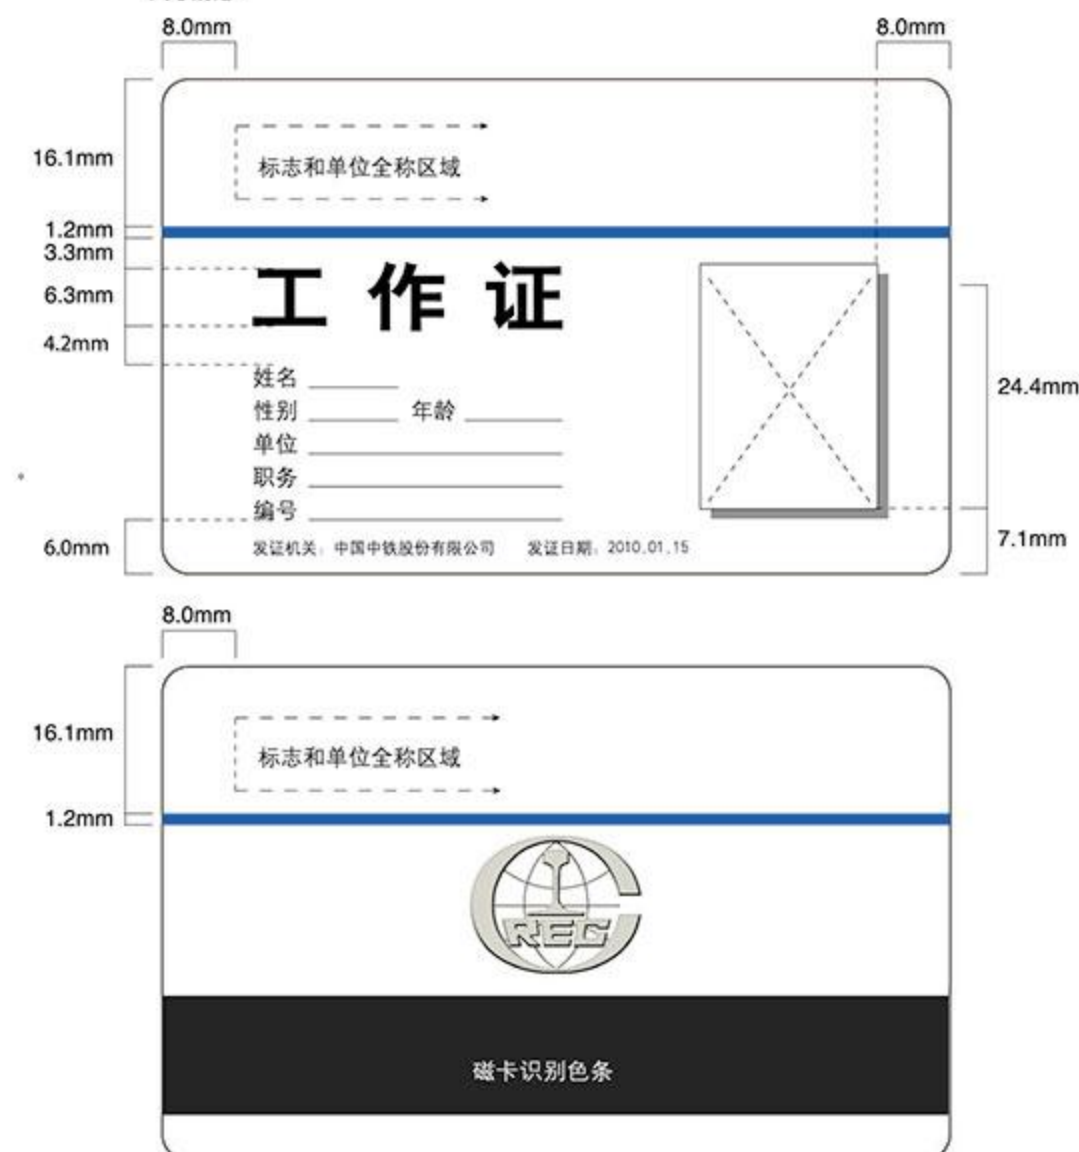 8.0mm 8.0mm
16.1mm
标志和单位全称区域
1.2mm
3.3mm
工作证
6.3mm
4.2mm
姓名
24.4mm
性别 年龄
单位
职务
编号
6.0mm
发证机关：中国中铁股份有限公司 发证日期：2010.01.15
7.1mm
8.0mm
16.1mm
标志和单位全称区域
1.2mm
CREC
磁卡识别色条